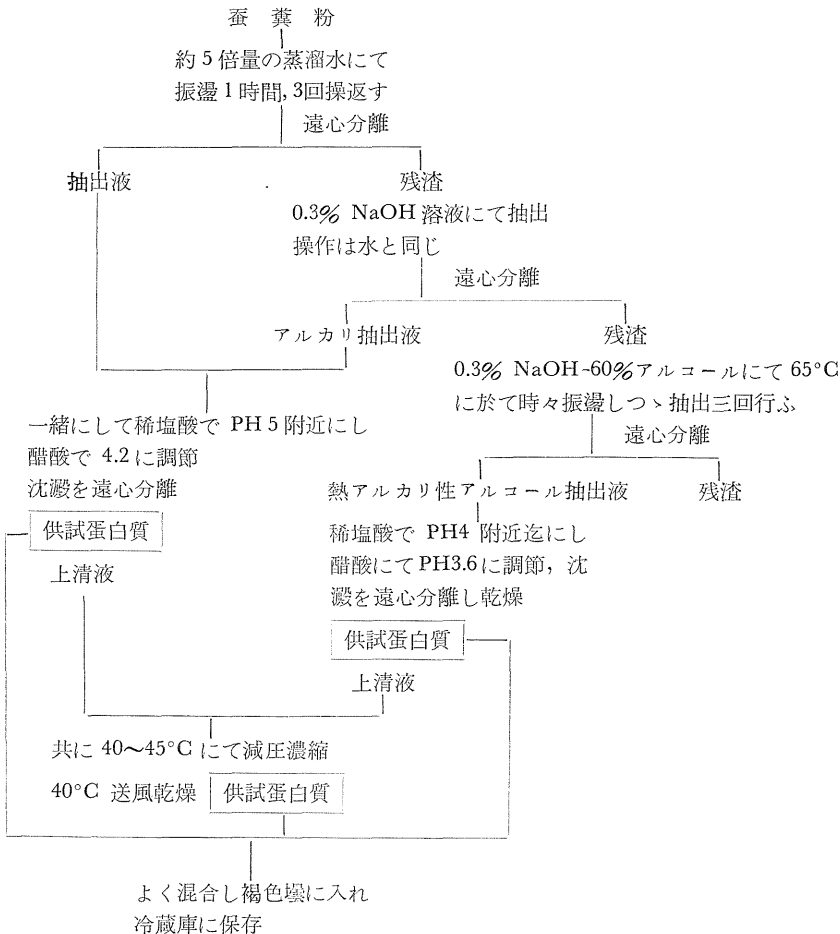 蚕糞粉
約5倍量の蒸溜水にて
振盪1時間,3回操返す
遠心分離
抽出液
残渣
0.3% NaOH 溶液にて抽出
操作は水と同じ
遠心分離
アルカリ抽出液
残渣
0.3% NaOH-60%アルコールにて 65°C
に於て時々振盪しつゝ抽出三回行ふ
遠心分離
一緒にして稀塩酸で PH 5 附近にし
醋酸で 4.2 に調節
沈澱を遠心分離
熱アルカリ性アルコール抽出液
残渣
供試蛋白質
上清液
稀塩酸で PH4 附近迄にし
醋酸にて PH3.6 に調節，沈
澱を遠心分離し乾燥
供試蛋白質
上清液
共に 40〜45°C にて減圧濃縮
40°C 送風乾燥 供試蛋白質
よく混合し褐色壜に入れ
冷蔵庫に保存